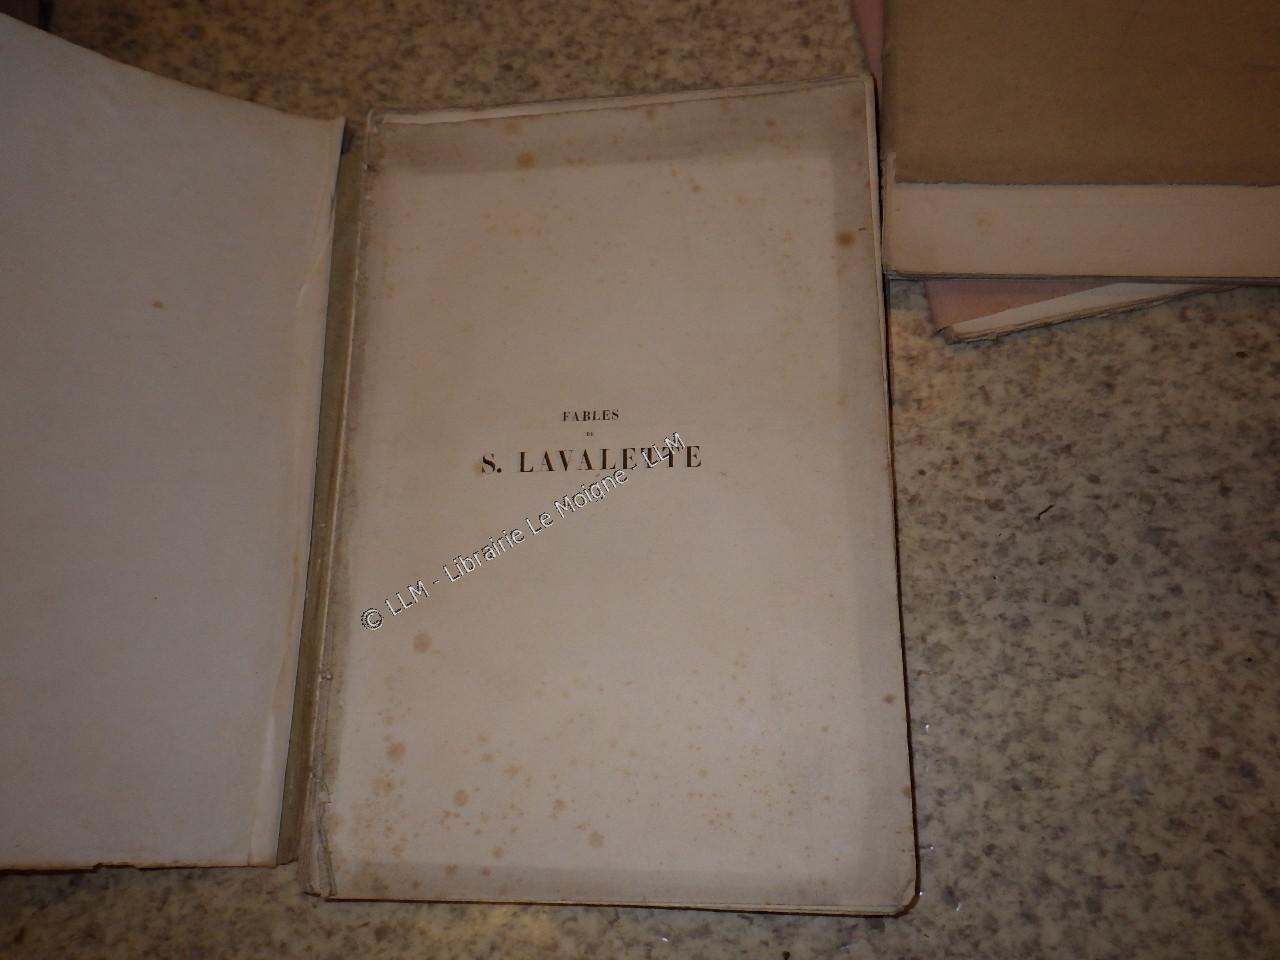 FABLES
DE
S. LAVALETTE
© LLM - Librairie Le Moigne - LLM